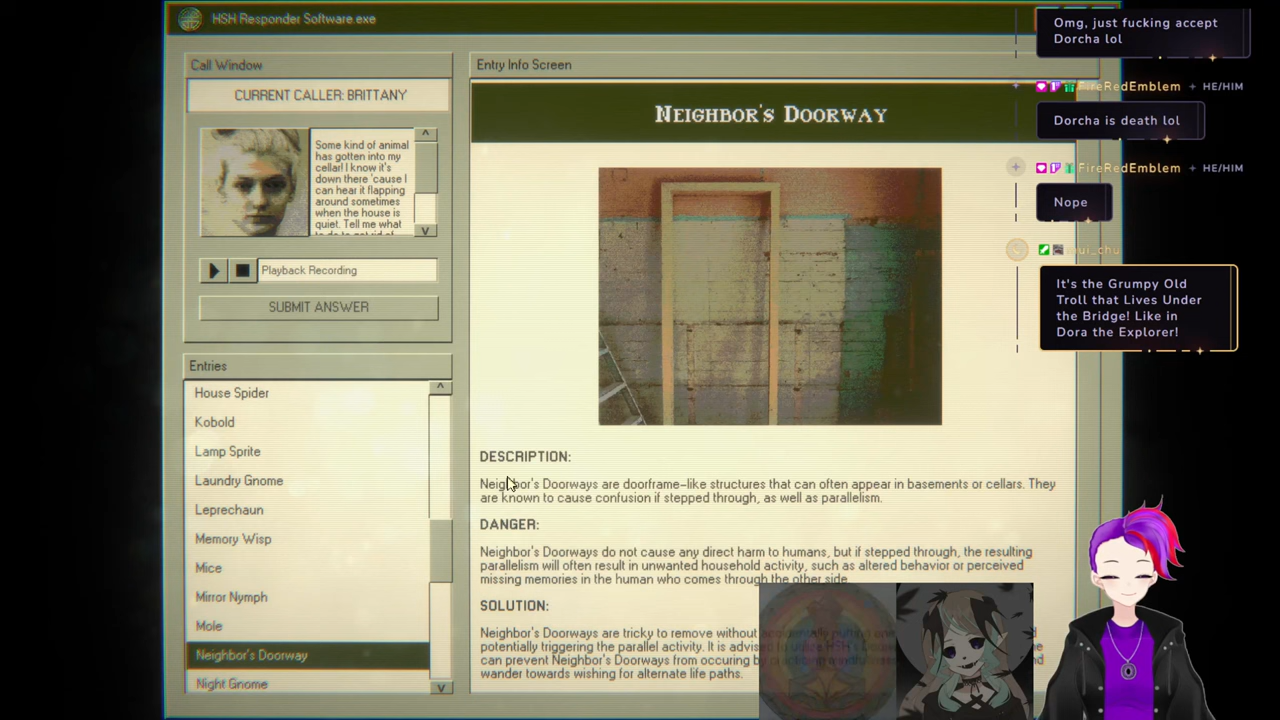 HSH Responder Software.exe
Call Window
CURRENT CALLER: BRITTANY
Some kind of animal
has gotten into my
cellar! I know it's
down there 'cause I
can hear it flapping
around sometimes
when the house is
quiet. Tell me what
to do to get rid of
Playback Recording
SUBMIT ANSWER
Entries
House Spider
Kobold
Lamp Sprite
Laundry Gnome
Leprechaun
Memory Wisp
Mice
Mirror Nymph
Mole
Neighbor's Doorway
Night Gnome
Entry Info Screen
Neighbor's Doorway
DESCRIPTION:
Neighbor's Doorways are doorframe-like structures that can often appear in basements or cellars. They
are known to cause confusion if stepped through, as well as parallelism.
DANGER:
Neighbor's Doorways do not cause any direct harm to humans, but if stepped through, the resulting
parallelism will often result in unwanted household activity, such as altered behavior or perceived
missing memories in the human who comes through the other side.
SOLUTION:
Neighbor's Doorways are tricky to remove without
potentially triggering the parallel activity. It is advised
can prevent Neighbor's Doorways from occuring by
wander towards wishing for alternate life paths.
Omg, just fucking accept
Dorcha lol
FireRedEmblem + HE/HIM
Dorcha is death lol
FireRedEmblem + HE/HIM
Nope
It's the Grumpy Old
Troll that Lives Under
the Bridge! Like in
Dora the Explorer!